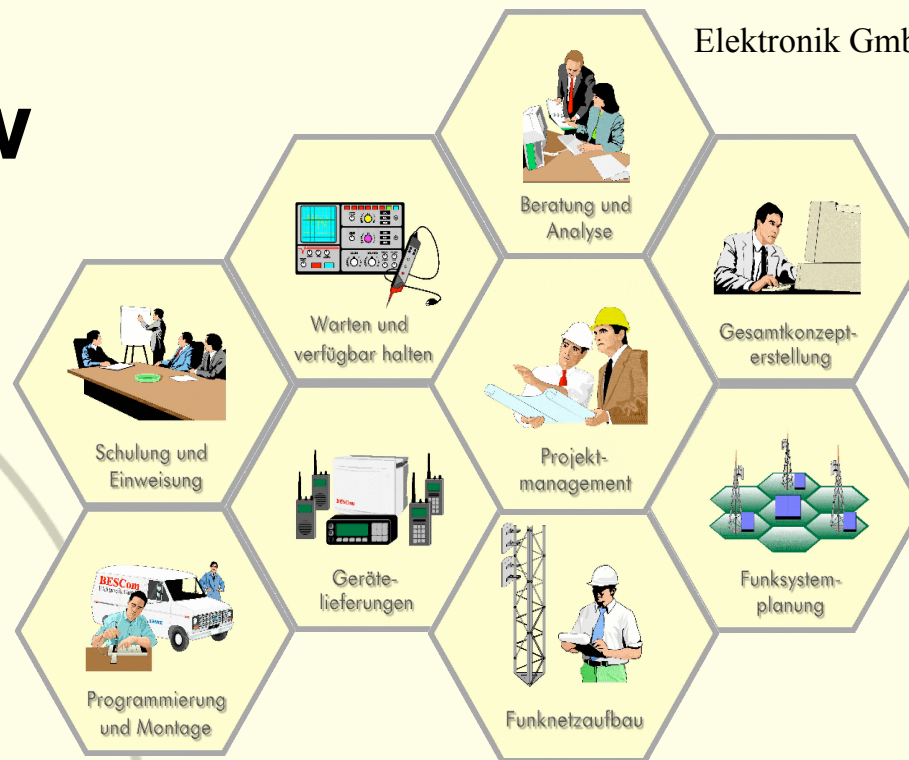 Elektronik Gmb
w
Beratung und
Analyse
Warten und
verfügbar halten
Gesamtkonzept-
erstellung
Schulung und
Einweisung
Projekt-
management
BESCom
Geräte-
lieferungen
Funksystem-
planung
BESCom
Programmierung
und Montage
Funknetzaufbau